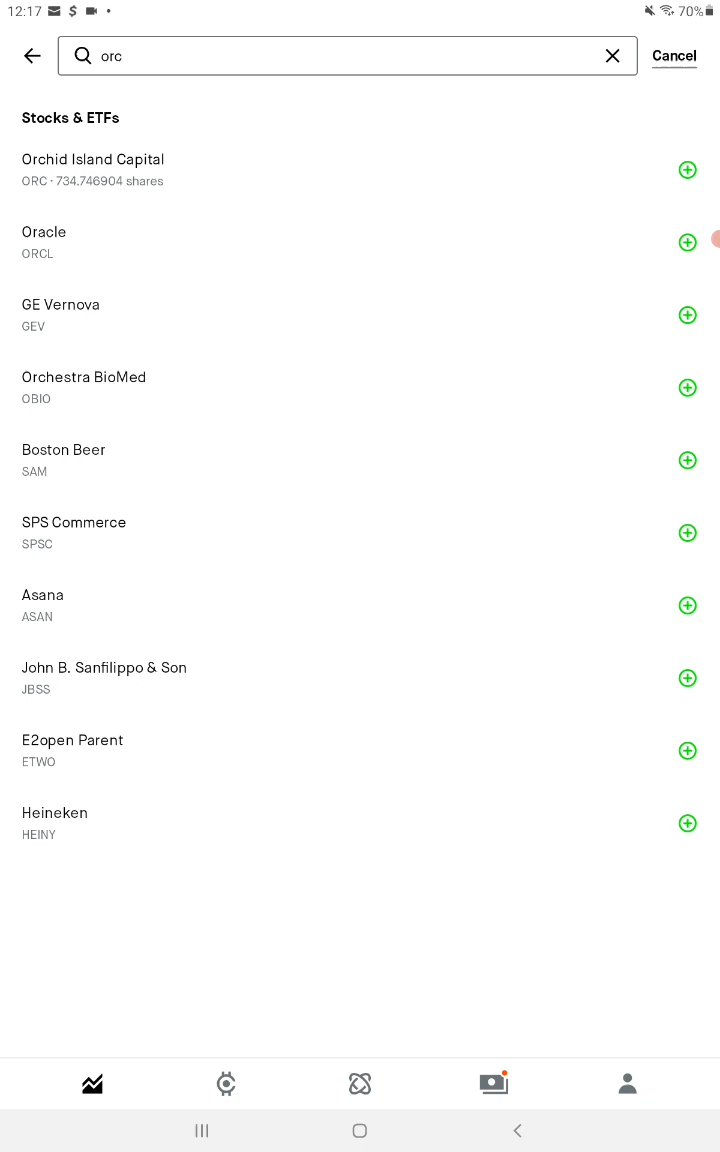 12:17
70%
orc
Cancel
Stocks & ETFs
Orchid Island Capital
ORC · 734.746904 shares
Oracle
ORCL
GE Vernova
GEV
Orchestra BioMed
OBIO
Boston Beer
SAM
SPS Commerce
SPSC
Asana
ASAN
John B. Sanfilippo & Son
JBSS
E2open Parent
ETWO
Heineken
HEINY